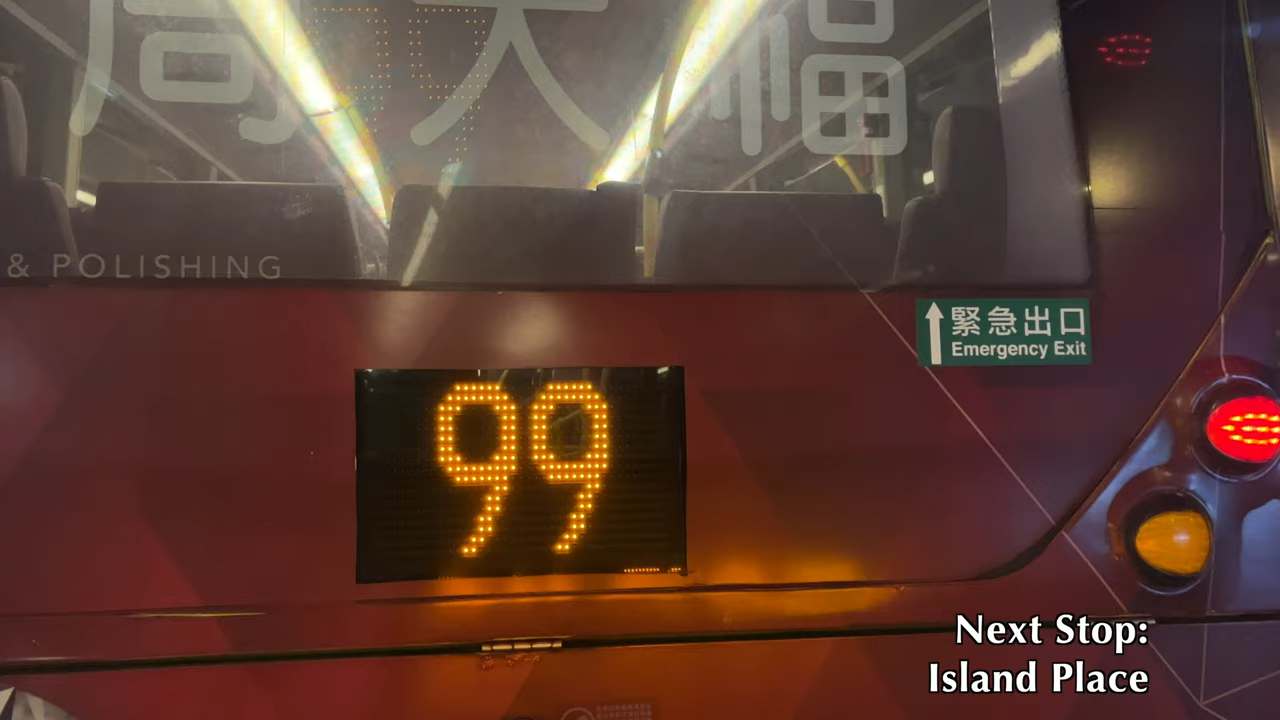 周大福
& POLISHING
緊急出口
Emergency Exit
99
Next Stop:
Island Place